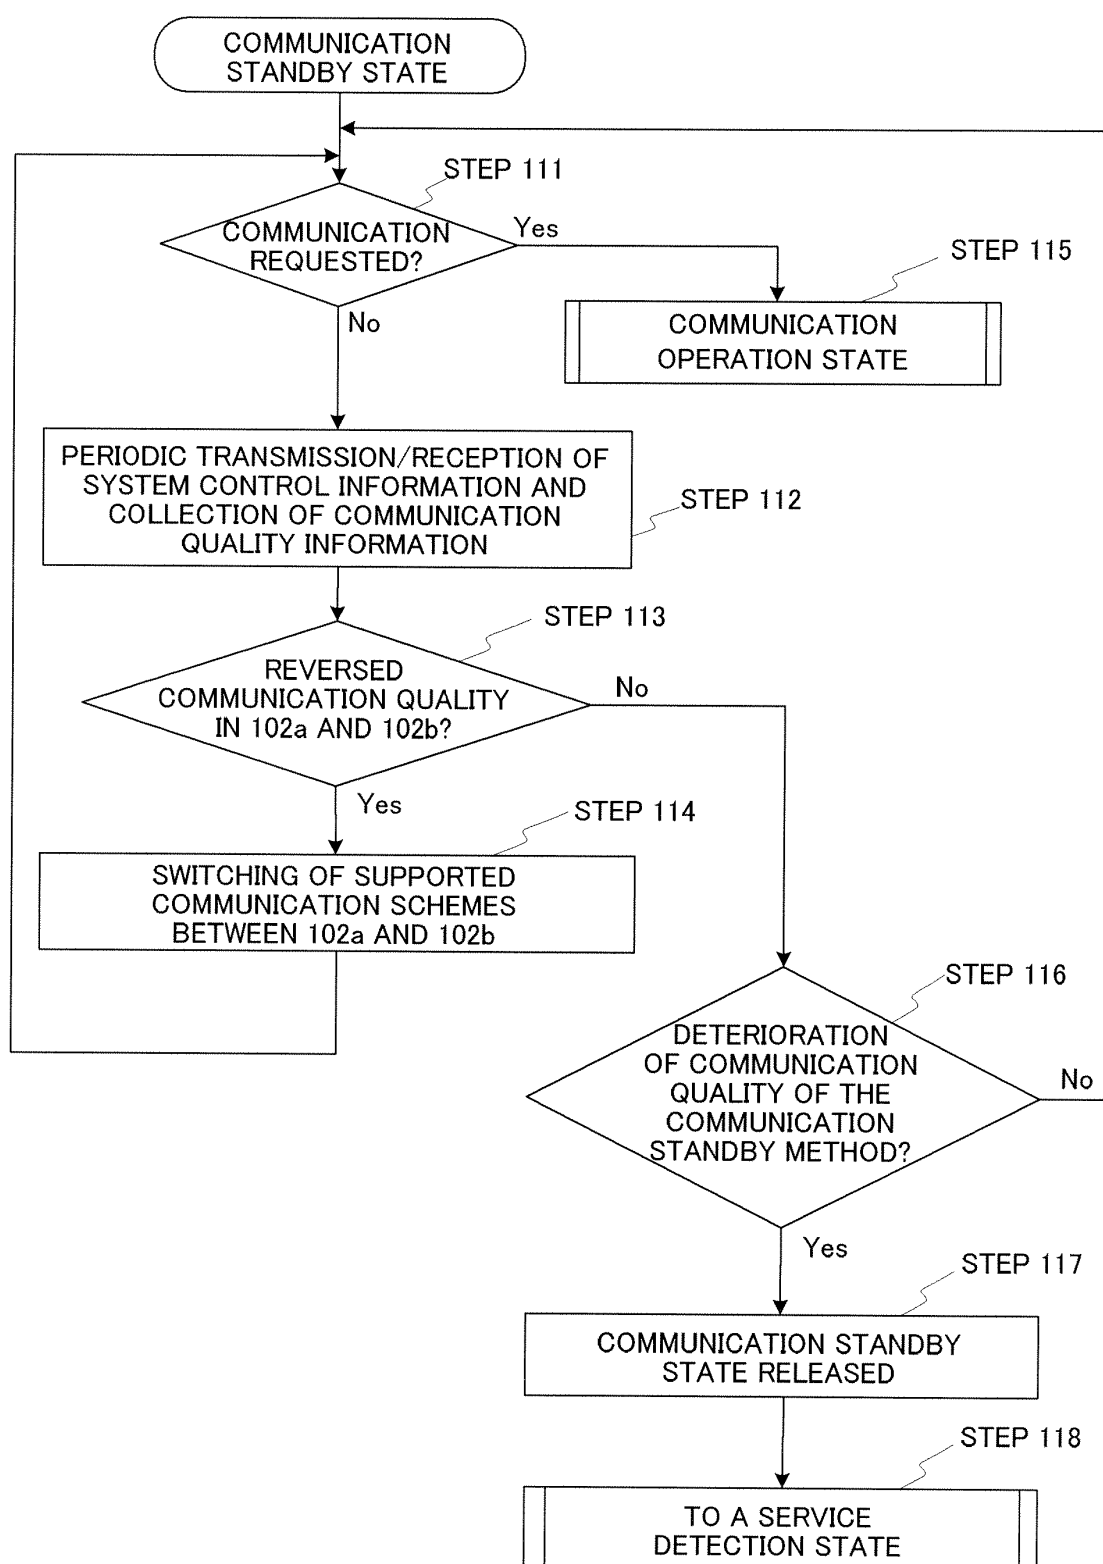 COMMUNICATION
STANDBY STATE
STEP 111
COMMUNICATION
REQUESTED?
Yes
No
STEP 115
COMMUNICATION
OPERATION STATE
PERIODIC TRANSMISSION/RECEPTION OF
SYSTEM CONTROL INFORMATION AND
COLLECTION OF COMMUNICATION
QUALITY INFORMATION
STEP 112
STEP 113
REVERSED
COMMUNICATION QUALITY
IN 102a AND 102b?
No
Yes
STEP 114
SWITCHING OF SUPPORTED
COMMUNICATION SCHEMES
BETWEEN 102a AND 102b
STEP 116
DETERIORATION
OF COMMUNICATION
QUALITY OF THE
COMMUNICATION
STANDBY METHOD?
No
Yes
STEP 117
COMMUNICATION STANDBY
STATE RELEASED
STEP 118
TO A SERVICE
DETECTION STATE